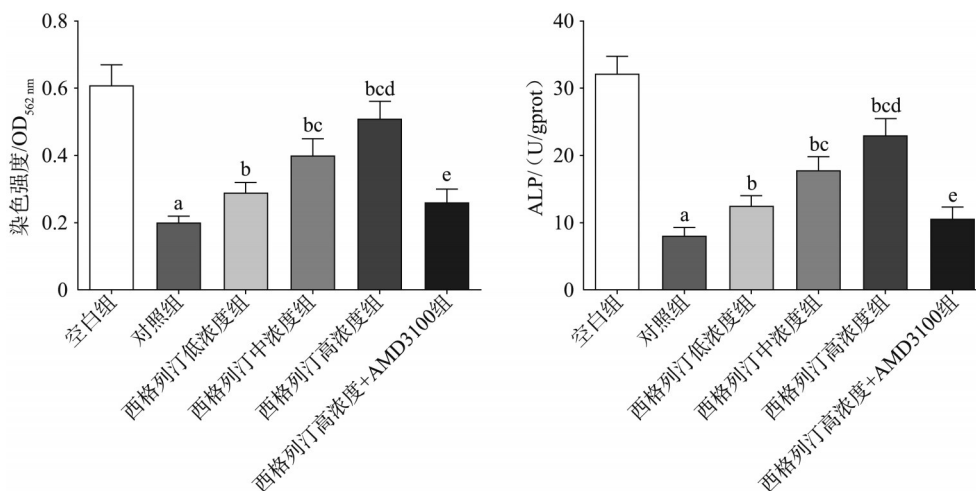 0.8
0.6
0.4
0.2
0
染色强度/OD562 nm
a
b
bc
bcd
e
空白组
对照组
西格列汀低浓度组
西格列汀中浓度组
西格列汀高浓度组
西格列汀高浓度+AMD3100组
40
30
20
10
0
ALP/（U/gprot）
a
b
bc
bcd
e
空白组
对照组
西格列汀低浓度组
西格列汀中浓度组
西格列汀高浓度组
西格列汀高浓度+AMD3100组